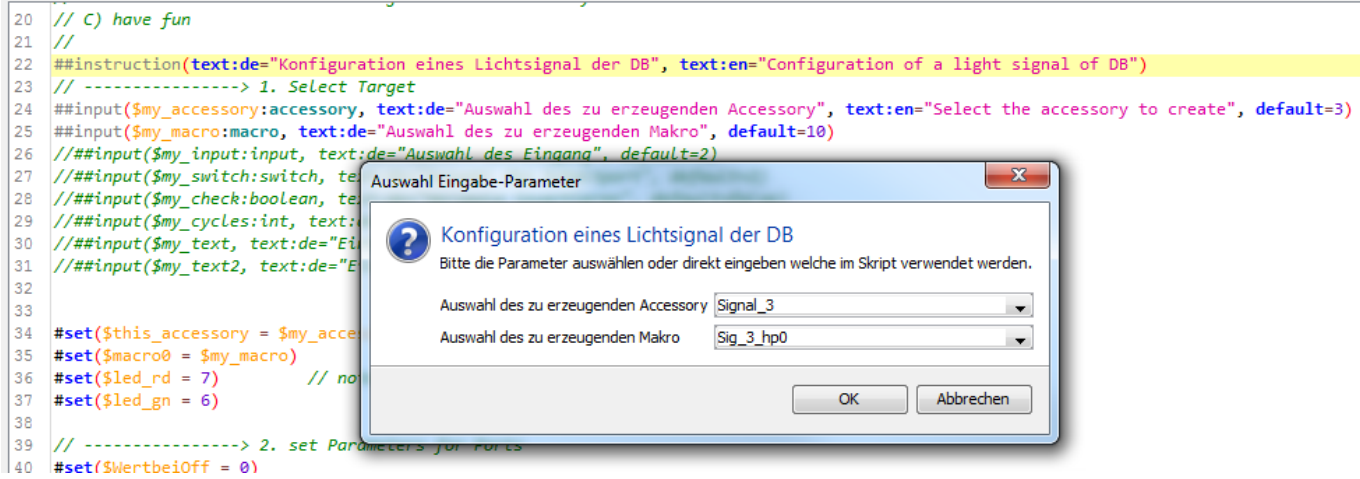 20 // C) have fun
21 //
22 ##instruction(text:de="Konfiguration eines Lichtsignal der DB", text:en="Configuration of a light signal of DB")
23 // ----------------> 1. Select Target
24 ##input($my_accessory:accessory, text:de="Auswahl des zu erzeugenden Accessory", text:en="Select the accessory to create", default=3)
25 ##input($my_macro:macro, text:de="Auswahl des zu erzeugenden Makro", default=10)
26 //##input($my_input:input, text:de="Auswahl des Eingang", default=2)
27 //##input($my_switch:switch, te
28 //##input($my_check:boolean, te
29 //##input($my_cycles:int, text:
30 //##input($my_text, text:de="Ei
31 //##input($my_text2, text:de="E
32
33
34 #set($this_accessory = $my_acce
35 #set($macro0 = $my_macro)
36 #set($led_rd = 7) // no
37 #set($led_gn = 6)
38
39 // ----------------> 2. set Parameters for Ports
40 #set($WertbeiOff = 0)
Auswahl Eingabe-Parameter
Konfiguration eines Lichtsignal der DB
Bitte die Parameter auswählen oder direkt eingeben welche im Skript verwendet werden.
Auswahl des zu erzeugenden Accessory Signal_3
Auswahl des zu erzeugenden Makro Sig_3_hp0
OK Abbrechen